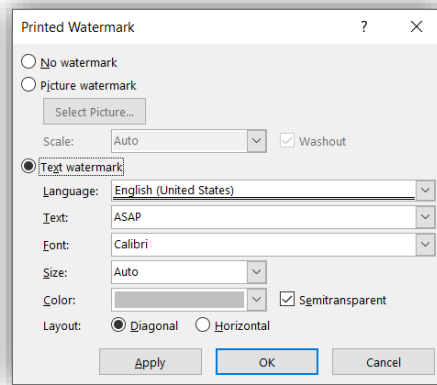 Printed Watermark ? ×
No watermark
Picture watermark
Select Picture...
Scale: Auto Washout
Text watermark
Language: English (United States)
Text: ASAP
Font: Calibri
Size: Auto
Color: Semitransparent
Layout: Diagonal Horizontal
Apply OK Cancel